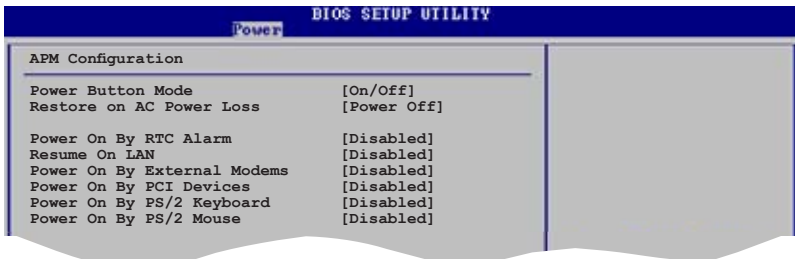 BIOS SETUP UTILITY
Power
APM Configuration
Power Button Mode [On/Off]
Restore on AC Power Loss [Power Off]
Power On By RTC Alarm [Disabled]
Resume On LAN [Disabled]
Power On By External Modems [Disabled]
Power On By PCI Devices [Disabled]
Power On By PS/2 Keyboard [Disabled]
Power On By PS/2 Mouse [Disabled]